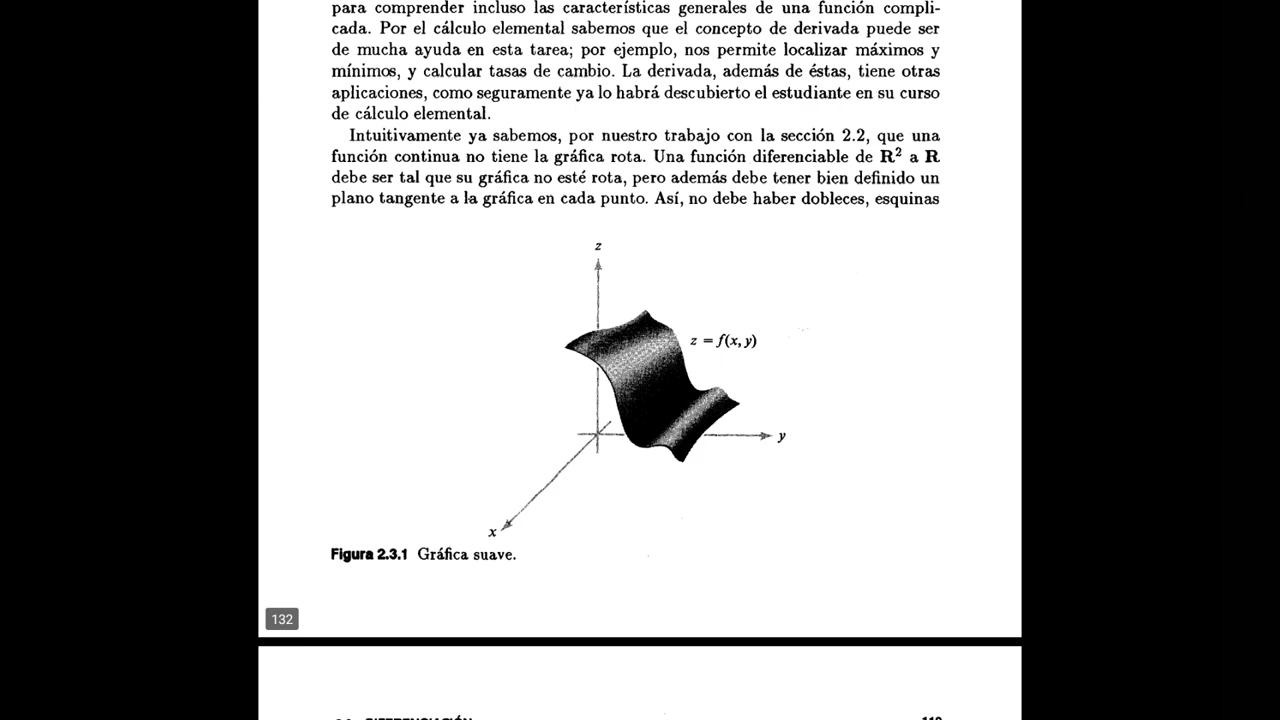 para comprender incluso las características generales de una función compli-
cada. Por el cálculo elemental sabemos que el concepto de derivada puede ser
de mucha ayuda en esta tarea; por ejemplo, nos permite localizar máximos y
mínimos, y calcular tasas de cambio. La derivada, además de éstas, tiene otras
aplicaciones, como seguramente ya lo habrá descubierto el estudiante en su curso
de cálculo elemental.
Intuitivamente ya sabemos, por nuestro trabajo con la sección 2.2, que una
función continua no tiene la gráfica rota. Una función diferenciable de R² a R
debe ser tal que su gráfica no esté rota, pero además debe tener bien definido un
plano tangente a la gráfica en cada punto. Así, no debe haber dobleces, esquinas
z
z = f(x, y)
y
x
Figura 2.3.1 Gráfica suave.
132